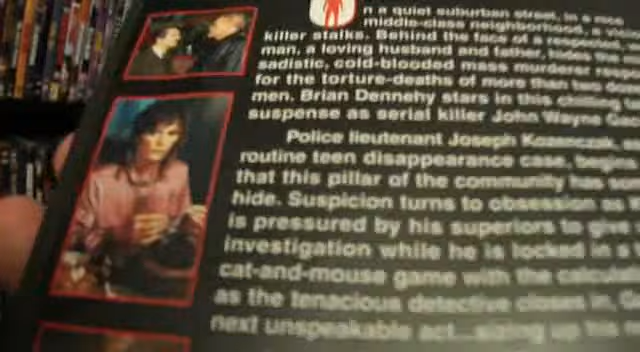 n a quiet suburban street, in a nice
middle-class neighborhood, a
killer stalks. Behind the face of a respected,
man, a loving husband and father, hides the
sadistic, cold-blooded mass murderer
for the torture-deaths of more than two
men. Brian Dennehy stars in this chilling
suspense as serial killer John Wayne
Police lieutenant Joseph Kozenczak,
routine teen disappearance case, begins
that this pillar of the community has
hide. Suspicion turns to obsession as
is pressured by his superiors to give
investigation while he is locked in a
cat-and-mouse game with the
as the tenacious detective closes in,
next unspeakable act...sizing up his